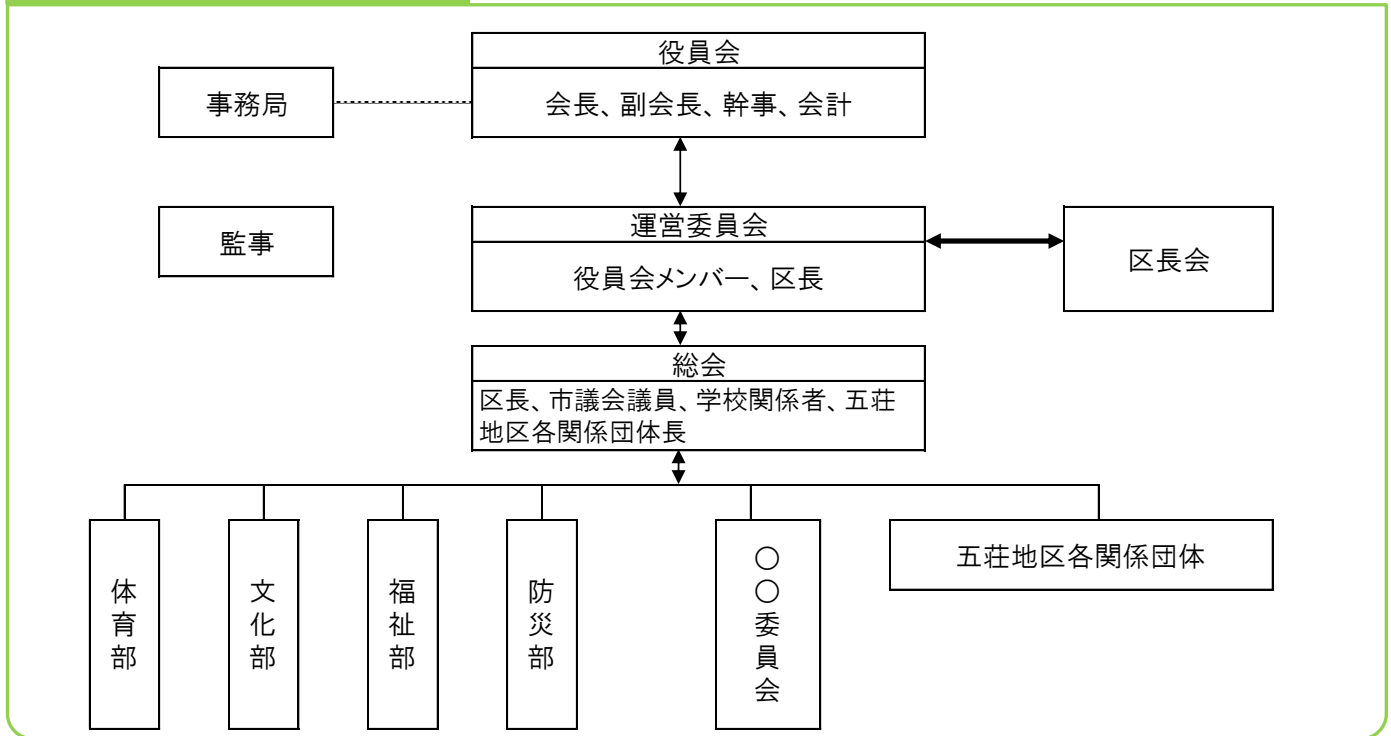 役員会
事務局
会長、副会長、幹事、会計
監事
運営委員会
役員会メンバー、区長
区長会
総会
区長、市議会議員、学校関係者、五荘
地区各関係団体長
体育部
文化部
福祉部
防災部
〇〇委員会
五荘地区各関係団体